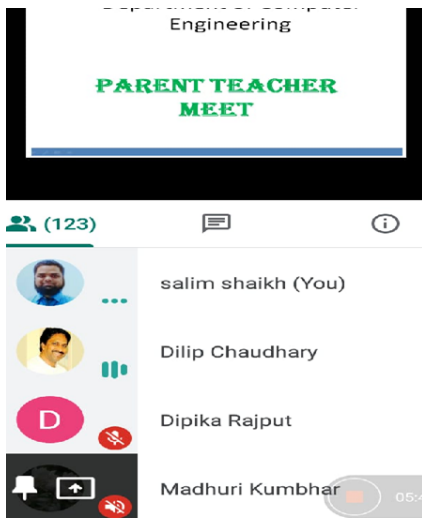 Engineering
PARENT TEACHER
MEET
(123)
salim shaikh (You)
Dilip Chaudhary
D
Dipika Rajput
Madhuri Kumbhar